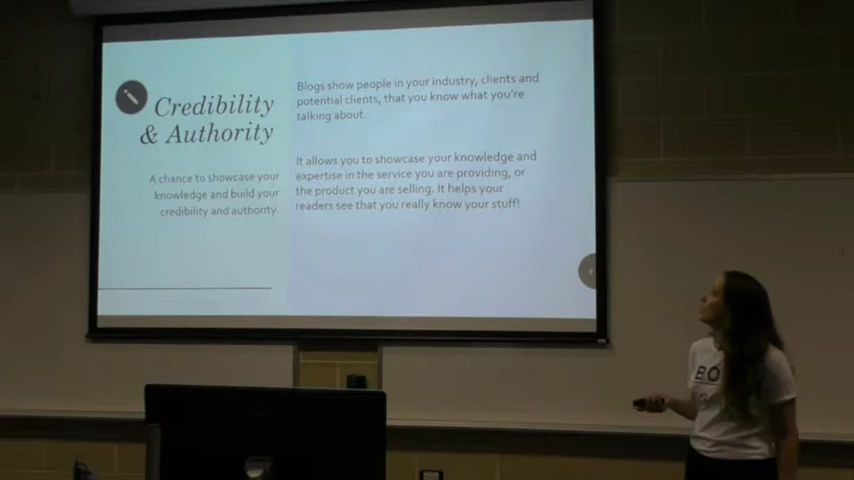 Credibility
& Authority
A chance to showcase your
knowledge and build your
credibility and authority
Blogs show people in your industry, clients and
potential clients, that you know what you're
talking about.
It allows you to showcase your knowledge and
expertise in the service you are providing, or
the product you are selling. It helps your
readers see that you really know your stuff!
BO